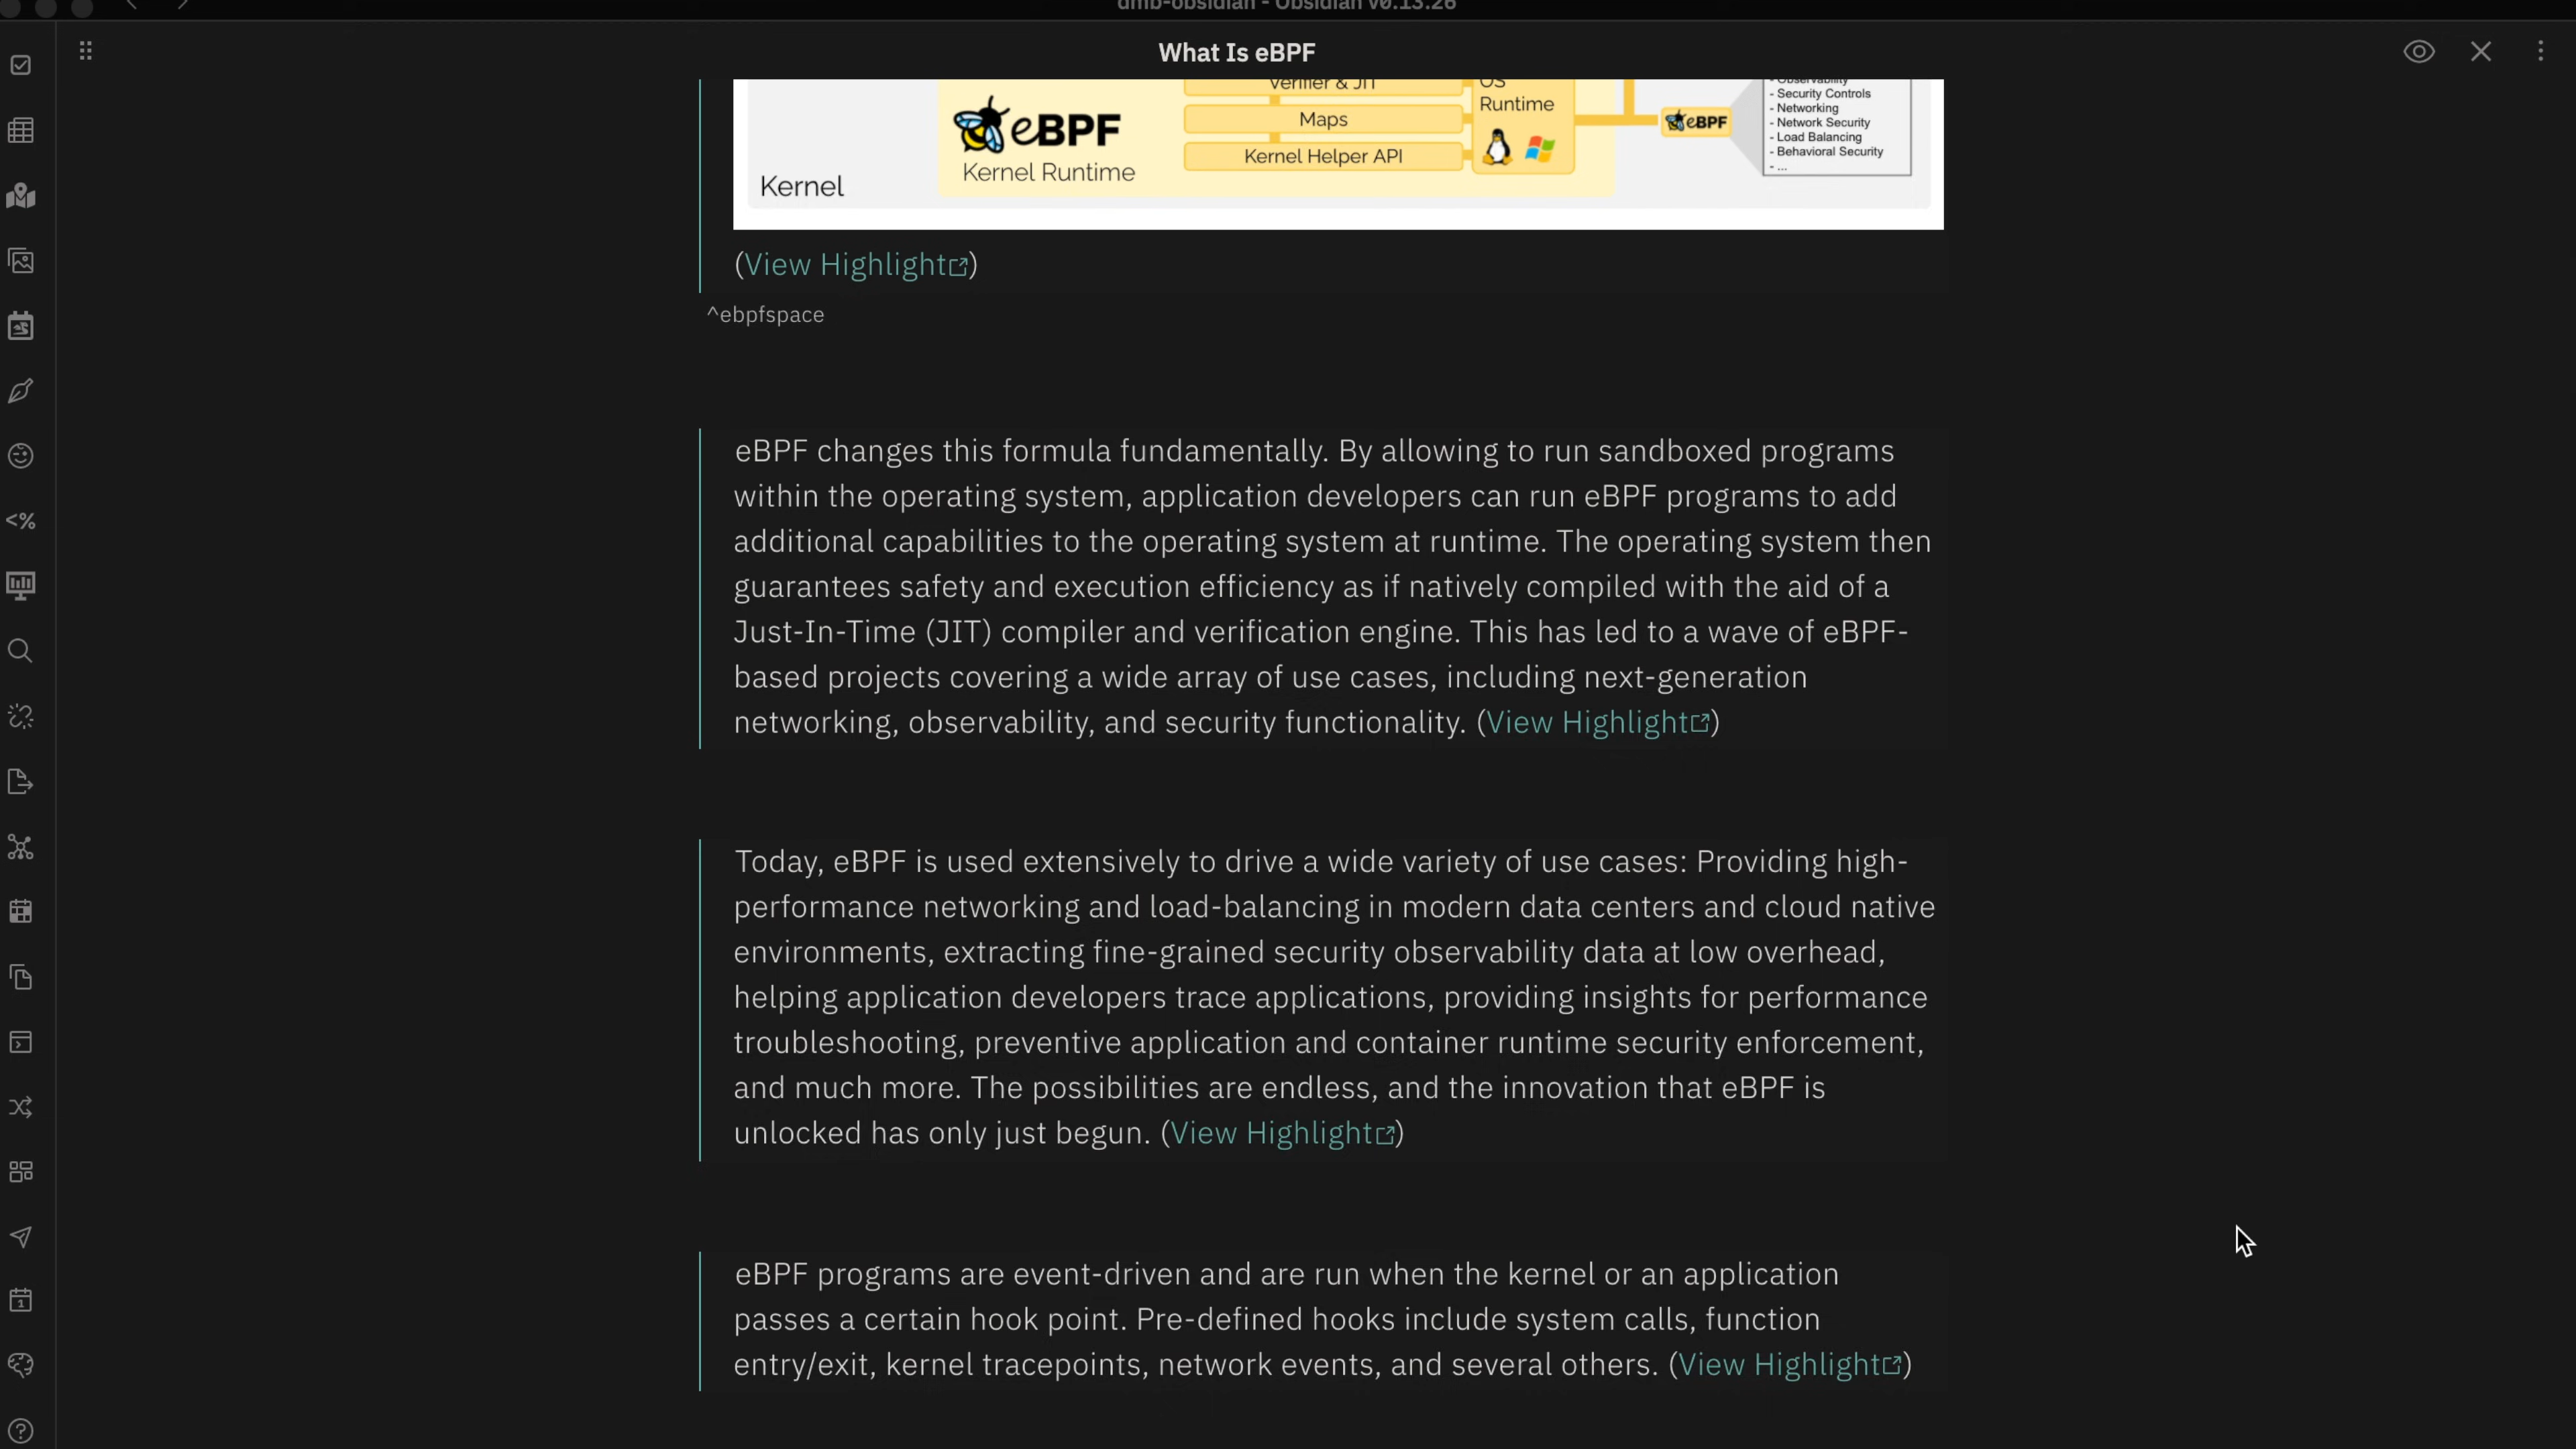 dmb-obsidian - Obsidian v0.13.26
What Is eBPF
Verifier & JIT
OS
Runtime
Maps
Kernel Helper API
eBPF
Kernel Runtime
Kernel
eBPF
- Observability
- Security Controls
- Networking
- Network Security
- Load Balancing
- Behavioral Security
- ...
(View Highlight)
^ebpfspace
eBPF changes this formula fundamentally. By allowing to run sandboxed programs
within the operating system, application developers can run eBPF programs to add
additional capabilities to the operating system at runtime. The operating system then
guarantees safety and execution efficiency as if natively compiled with the aid of a
Just-In-Time (JIT) compiler and verification engine. This has led to a wave of eBPF-
based projects covering a wide array of use cases, including next-generation
networking, observability, and security functionality. (View Highlight)
Today, eBPF is used extensively to drive a wide variety of use cases: Providing high-
performance networking and load-balancing in modern data centers and cloud native
environments, extracting fine-grained security observability data at low overhead,
helping application developers trace applications, providing insights for performance
troubleshooting, preventive application and container runtime security enforcement,
and much more. The possibilities are endless, and the innovation that eBPF is
unlocked has only just begun. (View Highlight)
eBPF programs are event-driven and are run when the kernel or an application
passes a certain hook point. Pre-defined hooks include system calls, function
entry/exit, kernel tracepoints, network events, and several others. (View Highlight)